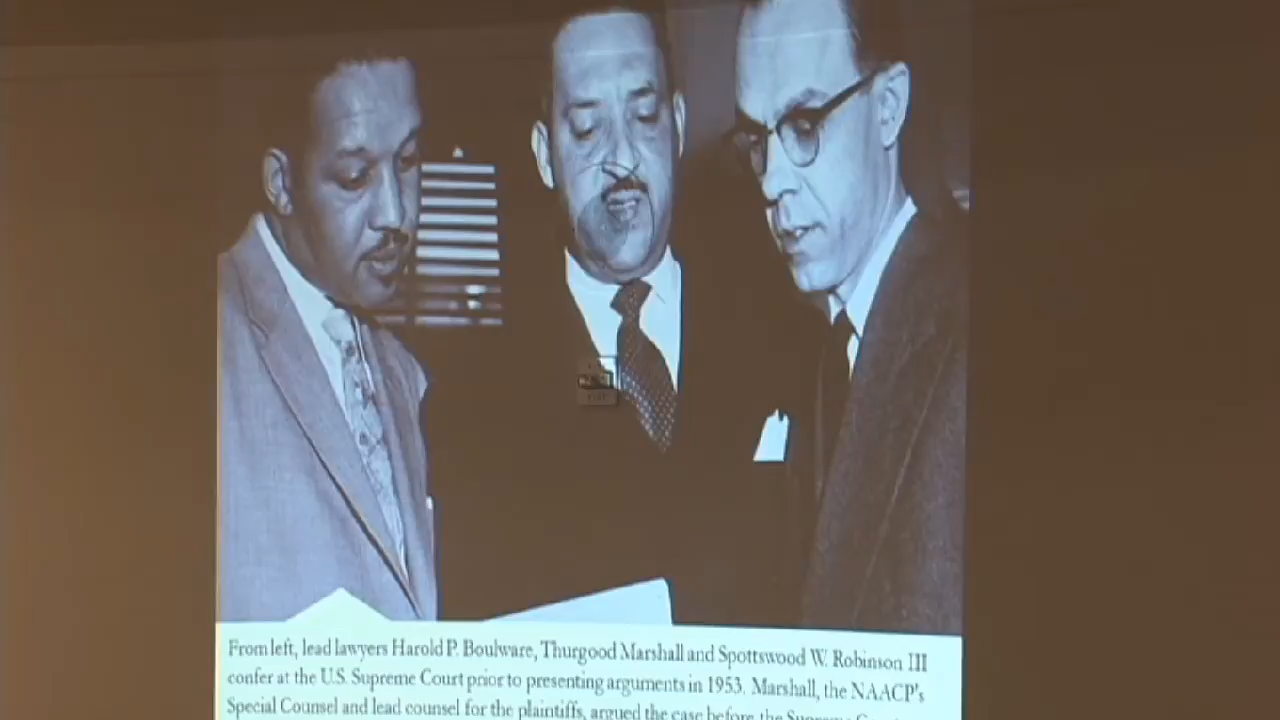 From left, lead lawyers Harold P. Boulware, Thurgood Marshall and Spottswood W. Robinson III
confer at the U.S. Supreme Court prior to presenting arguments in 1953. Marshall, the NAACP's
Special Counsel and lead counsel for the plaintiffs, argued the case before the Supreme